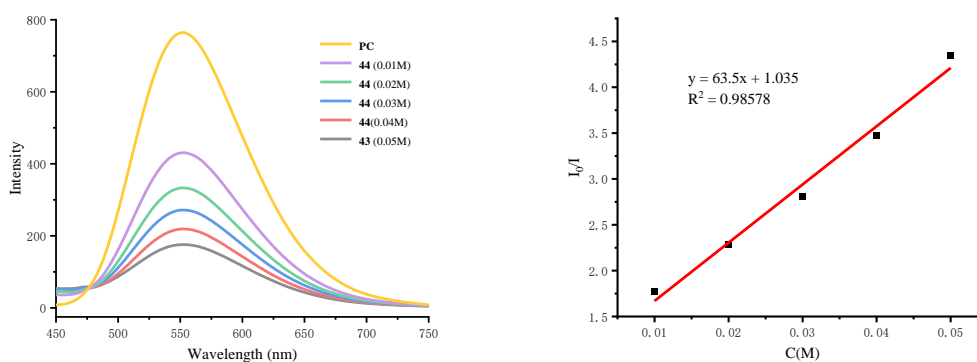 800
600
400
200
0
Intensity
450 500 550 600 650 700 750
Wavelength (nm)
PC
44 (0.01M)
44 (0.02M)
44 (0.03M)
44(0.04M)
43 (0.05M)
4.5
4.0
3.5
3.0
2.5
2.0
1.5
I₀/I
0.01 0.02 0.03 0.04 0.05
C(M)
y = 63.5x + 1.035
R² = 0.98578